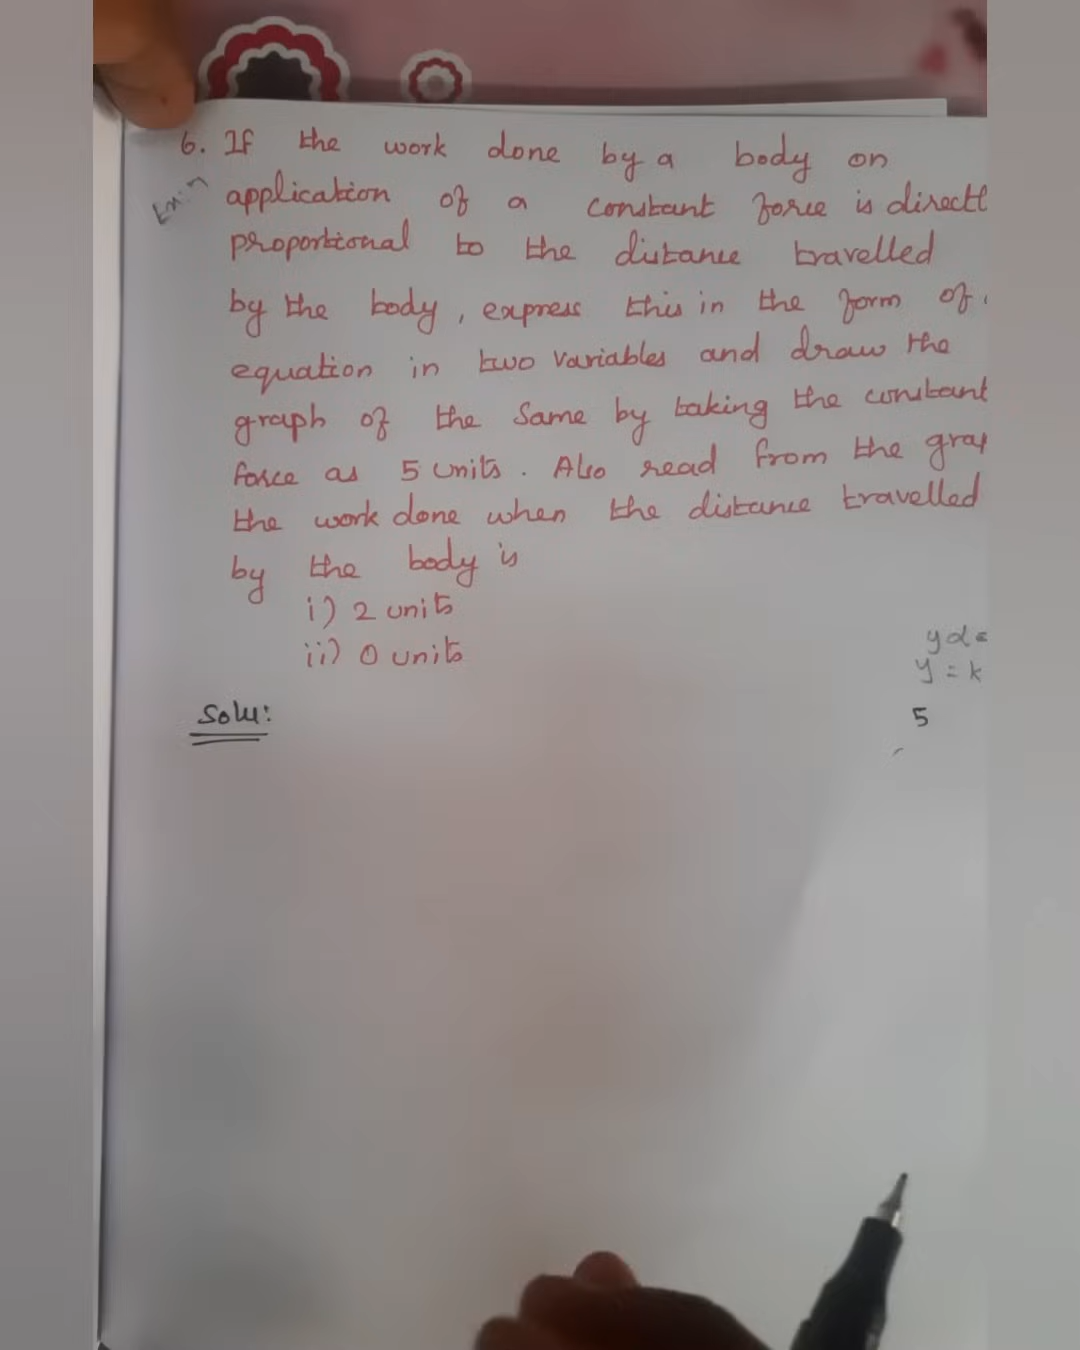 6. If the work done by a body on
application of a constant force is directl
proportional to the distance travelled
by the body, express this in the form of
equation in two variables and draw the
graph of the same by taking the constant
force as 5 units. Also read from the grap
the work done when the distance travelled
by the body is
i) 2 units
ii) 0 units
y α
y = k
Solu:
5